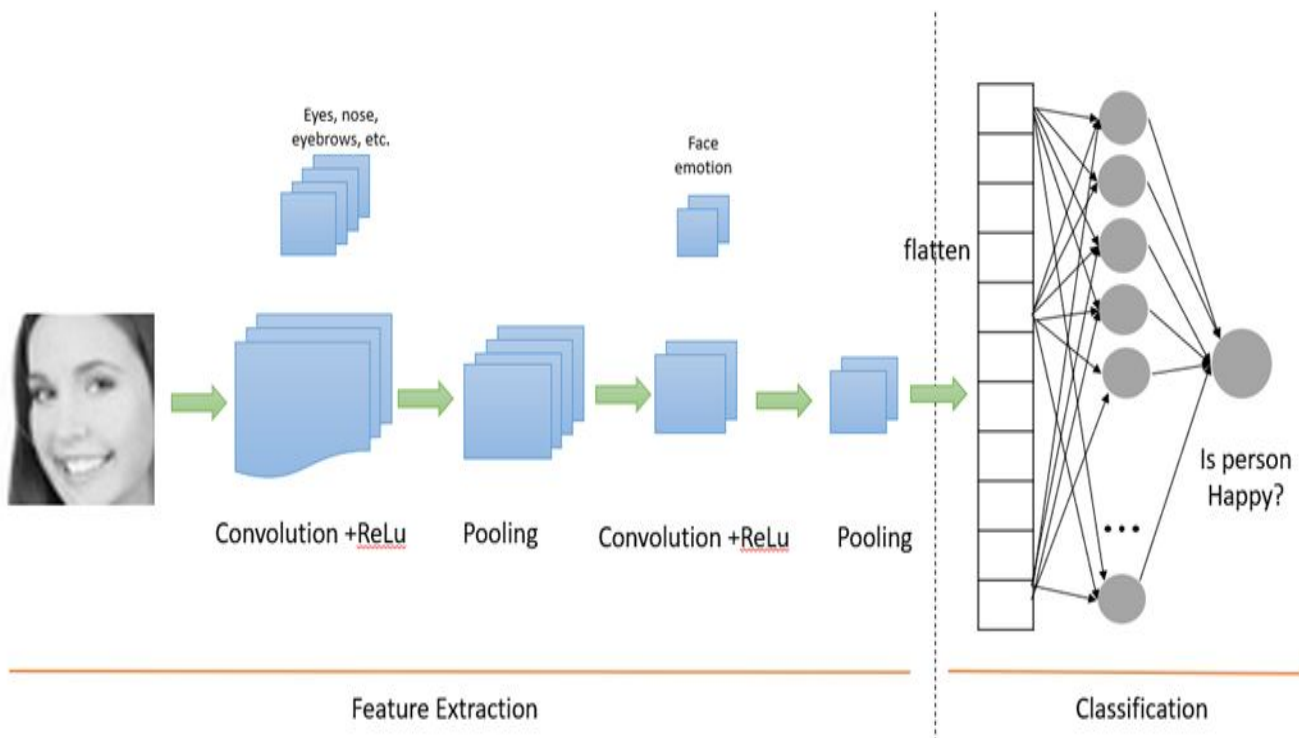 Eyes, nose,
eyebrows, etc.
Face
emotion
flatten
Convolution +ReLu
Pooling
Convolution +ReLu
Pooling
Is person
Happy?
Feature Extraction
Classification